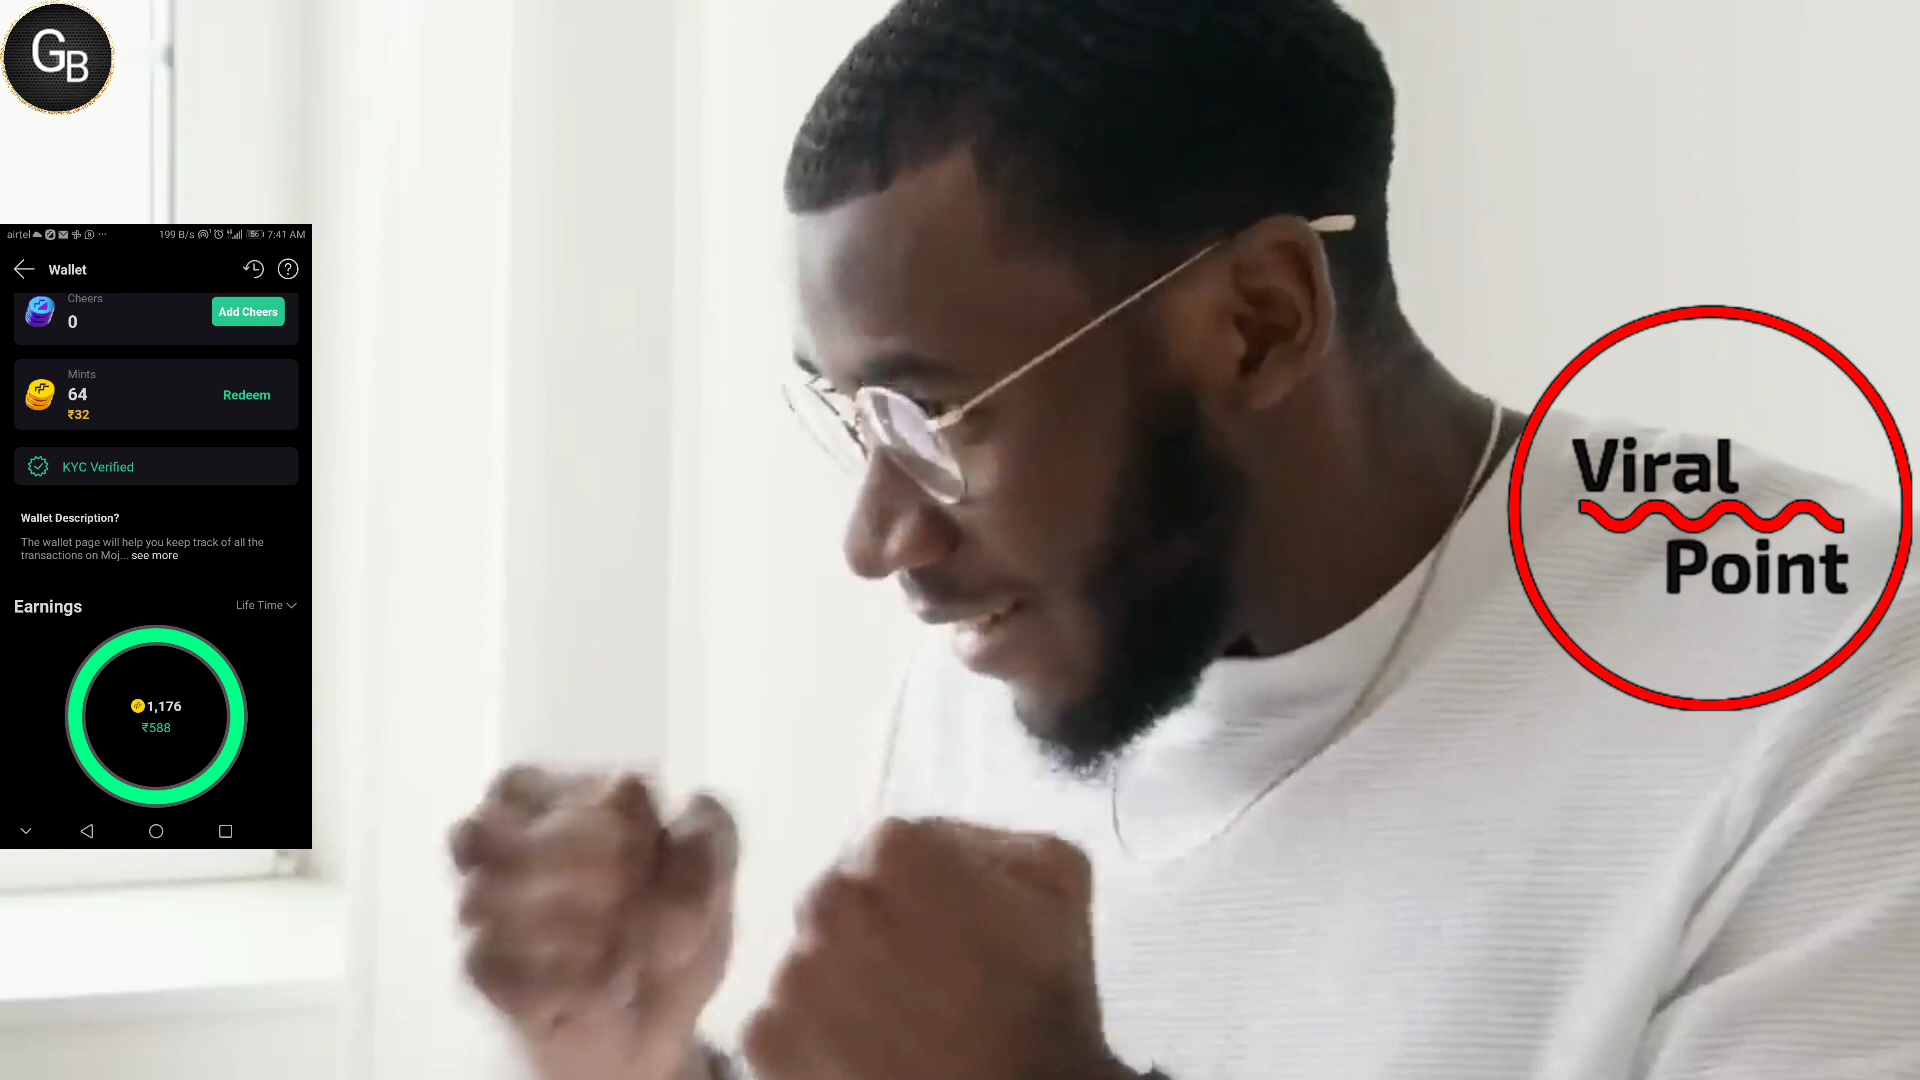 GB
airtel 199 B/s 56 7:41 AM
Wallet
Cheers
0
Add Cheers
Mints
64
Redeem
₹32
KYC Verified
Wallet Description?
The wallet page will help you keep track of all the
transactions on Moj... see more
Earnings
Life Time
1,176
₹588
Viral
Point